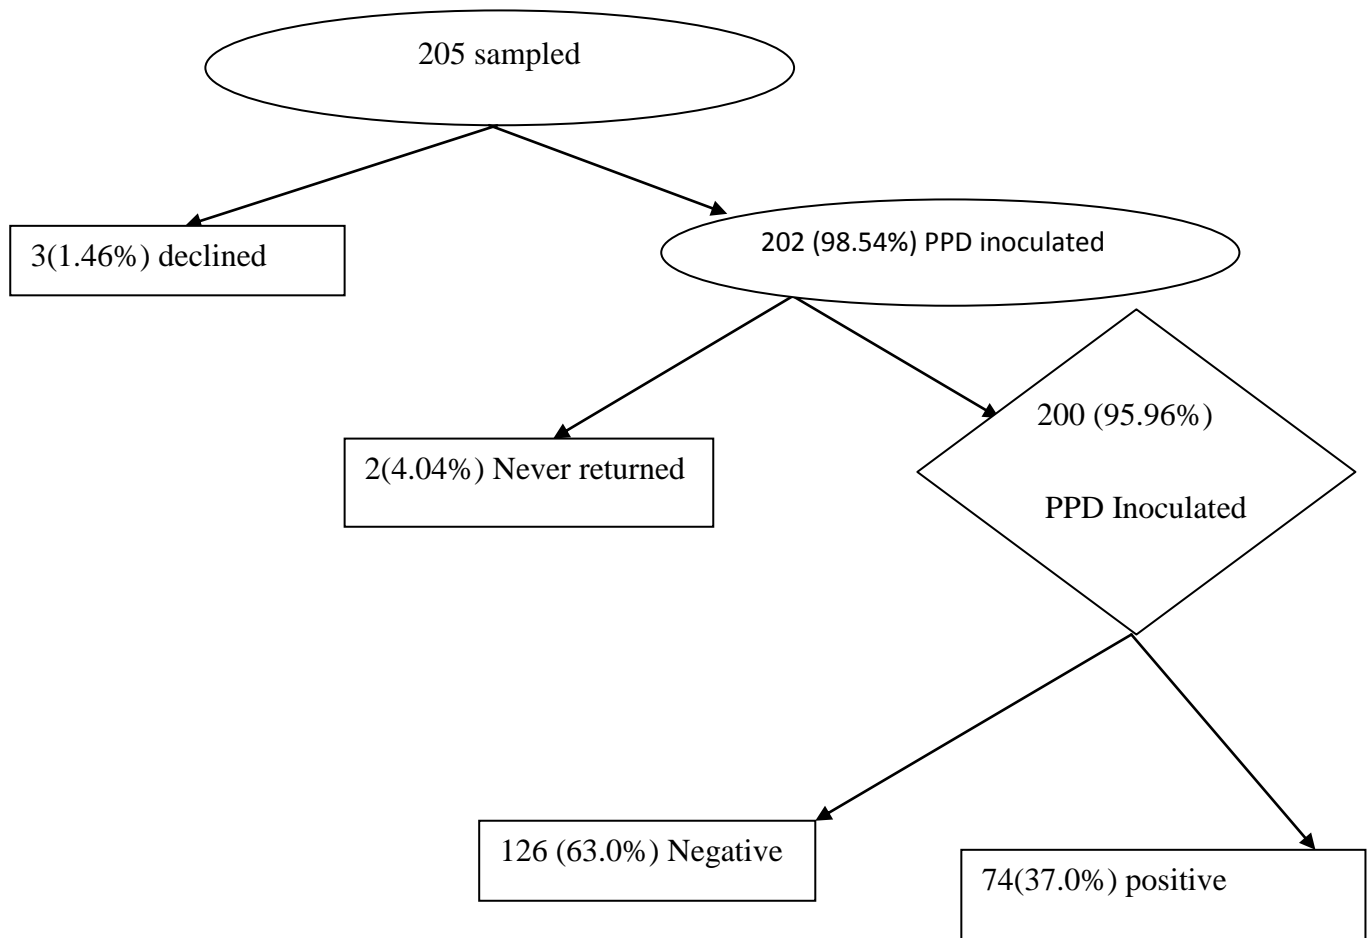 205 sampled
3(1.46%) declined
202 (98.54%) PPD inoculated
2(4.04%) Never returned
200 (95.96%)
PPD Inoculated
126 (63.0%) Negative
74(37.0%) positive